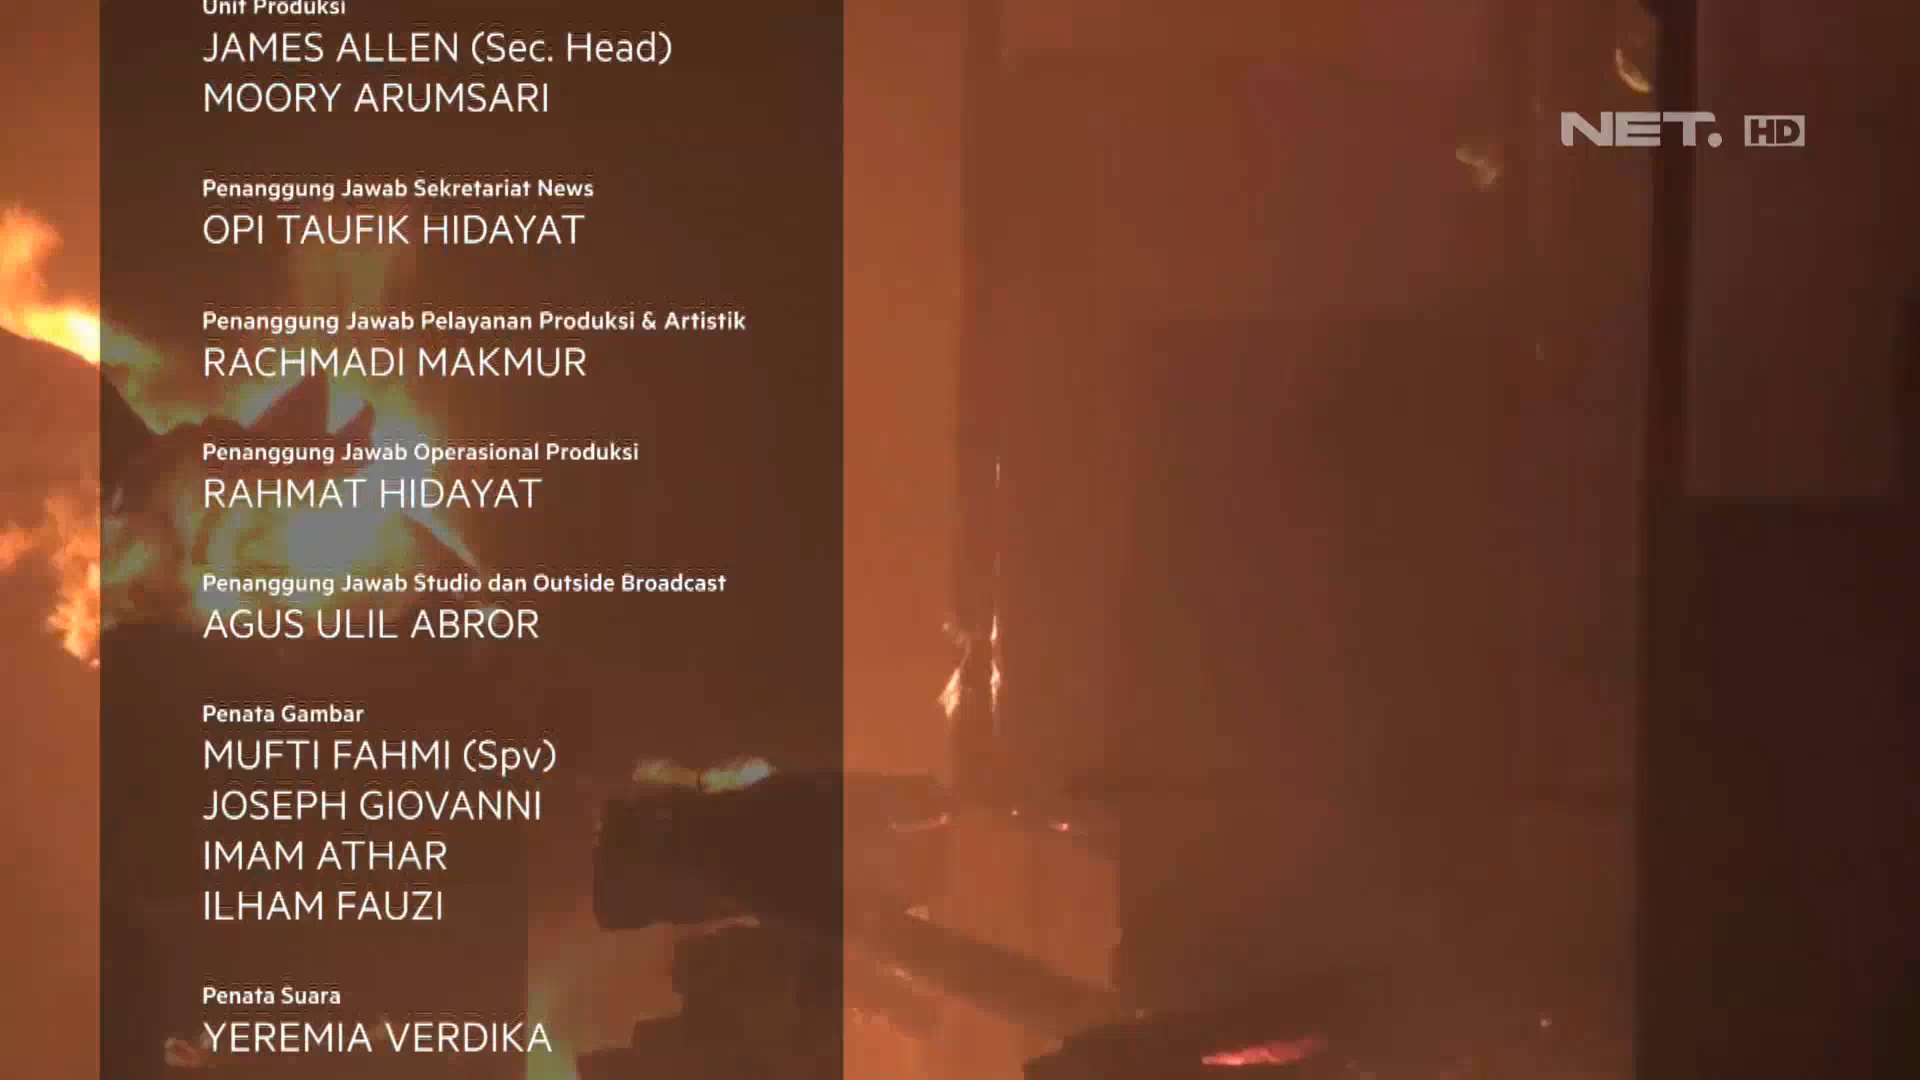 Unit Produksi
JAMES ALLEN (Sec. Head)
MOORY ARUMSARI
Penanggung Jawab Sekretariat News
OPI TAUFIK HIDAYAT
Penanggung Jawab Pelayanan Produksi & Artistik
RACHMADI MAKMUR
Penanggung Jawab Operasional Produksi
RAHMAT HIDAYAT
Penanggung Jawab Studio dan Outside Broadcast
AGUS ULIL ABROR
Penata Gambar
MUFTI FAHMI (Spv)
JOSEPH GIOVANNI
IMAM ATHAR
ILHAM FAUZI
Penata Suara
YEREMIA VERDIKA
NET. HD